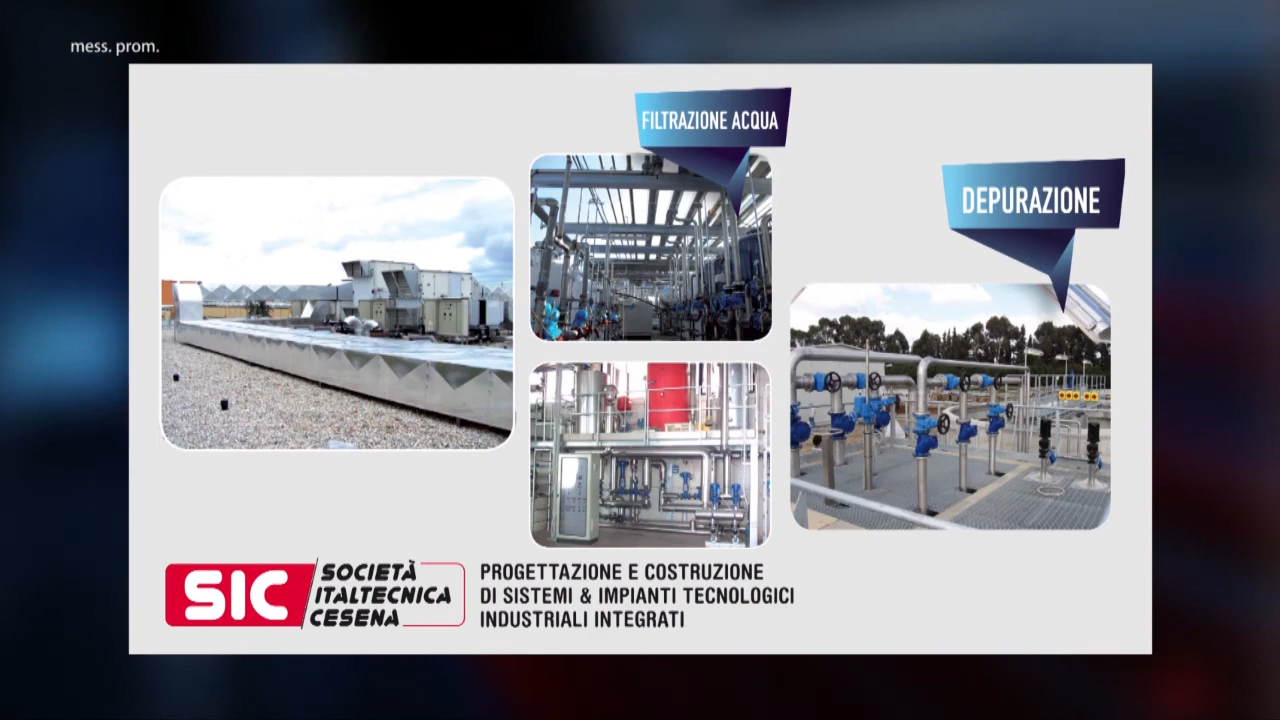 mess. prom.
FILTRAZIONE ACQUA
DEPURAZIONE
SIC
SOCIETÀ
ITALTECNICA
CESENA
PROGETTAZIONE E COSTRUZIONE
DI SISTEMI & IMPIANTI TECNOLOGICI
INDUSTRIALI INTEGRATI